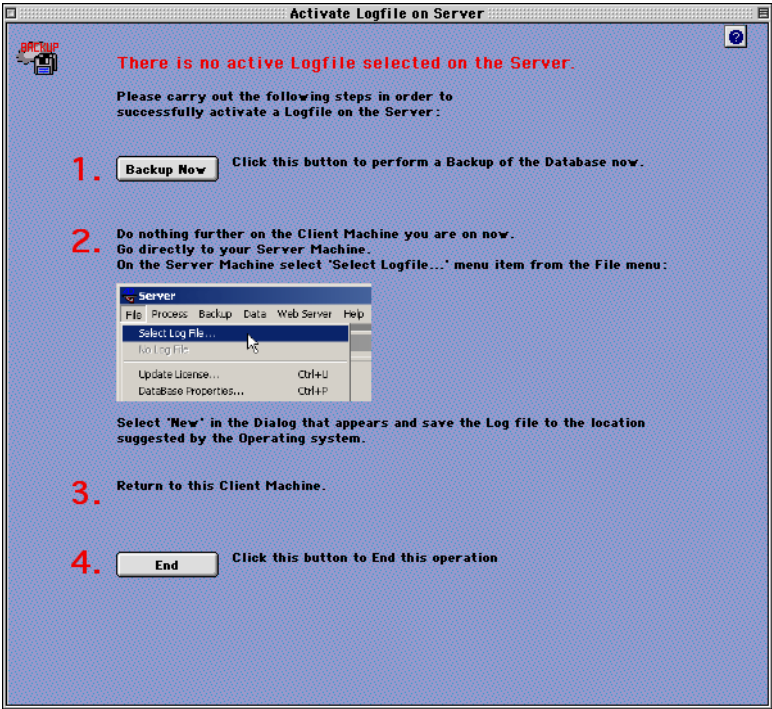 Activate Logfile on Server
BACKUP
There is no active Logfile selected on the Server.
Please carry out the following steps in order to
successfully activate a Logfile on the Server:
1. Backup Now Click this button to perform a Backup of the Database now.
2. Do nothing further on the Client Machine you are on now.
Go directly to your Server Machine.
On the Server Machine select 'Select Logfile...' menu item from the File menu:
Server
File Process Backup Data Web Server Help
Select Log File...
No Log File
Update License... Ctrl+U
DataBase Properties... Ctrl+P
Select 'New' in the Dialog that appears and save the Log file to the location
suggested by the Operating system.
3. Return to this Client Machine.
4. End Click this button to End this operation